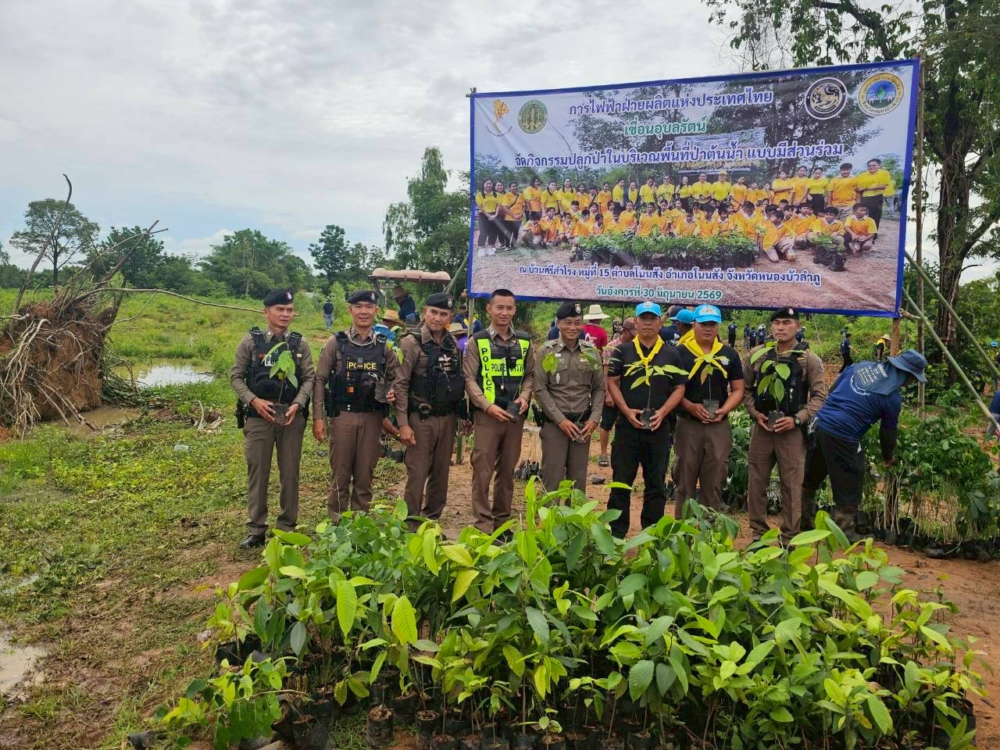 การไฟฟ้าฝ่ายผลิตแห่งประเทศไทย
เขื่อนอุบลรัตน์
จัดกิจกรรมปลูกป่าในบริเวณพื้นที่ป่าต้นน้ำ แบบมีส่วนร่วม
ณ บ้านศรีสำโรง หมู่ที่ 15 ตำบลโนนสัง อำเภอโนนสัง จังหวัดหนองบัวลำภู
วันอังคารที่ 30 มิถุนายน 2569
POLICE
POLICE